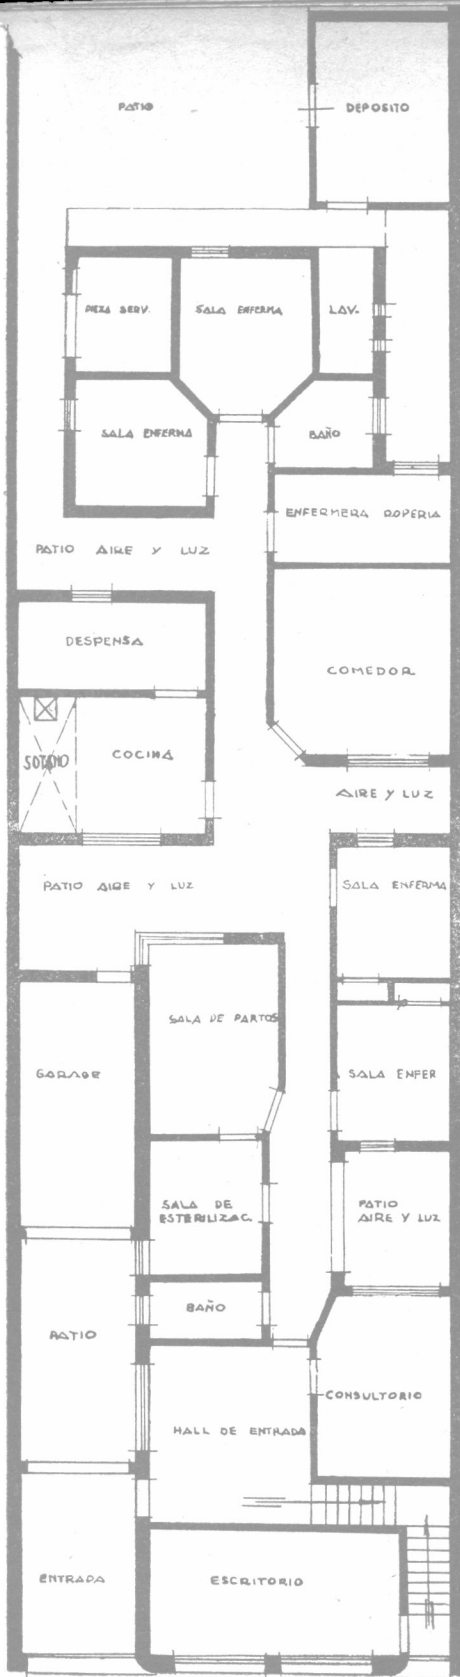 PATIO
DEPOSITO
PIEZA SERV.
SALA ENFERMA
LAV.
SALA ENFERMA
BAÑO
ENFERMERA ROPERIA
PATIO AIRE Y LUZ
DESPENSA
COMEDOR
SOTANO
COCINA
AIRE Y LUZ
PATIO AIRE Y LUZ
SALA ENFERMA
SALA DE PARTOS
GARAGE
SALA ENFER
SALA DE
ESTERILIZAC.
PATIO
AIRE Y LUZ
BAÑO
PATIO
CONSULTORIO
HALL DE ENTRADA
ENTRADA
ESCRITORIO